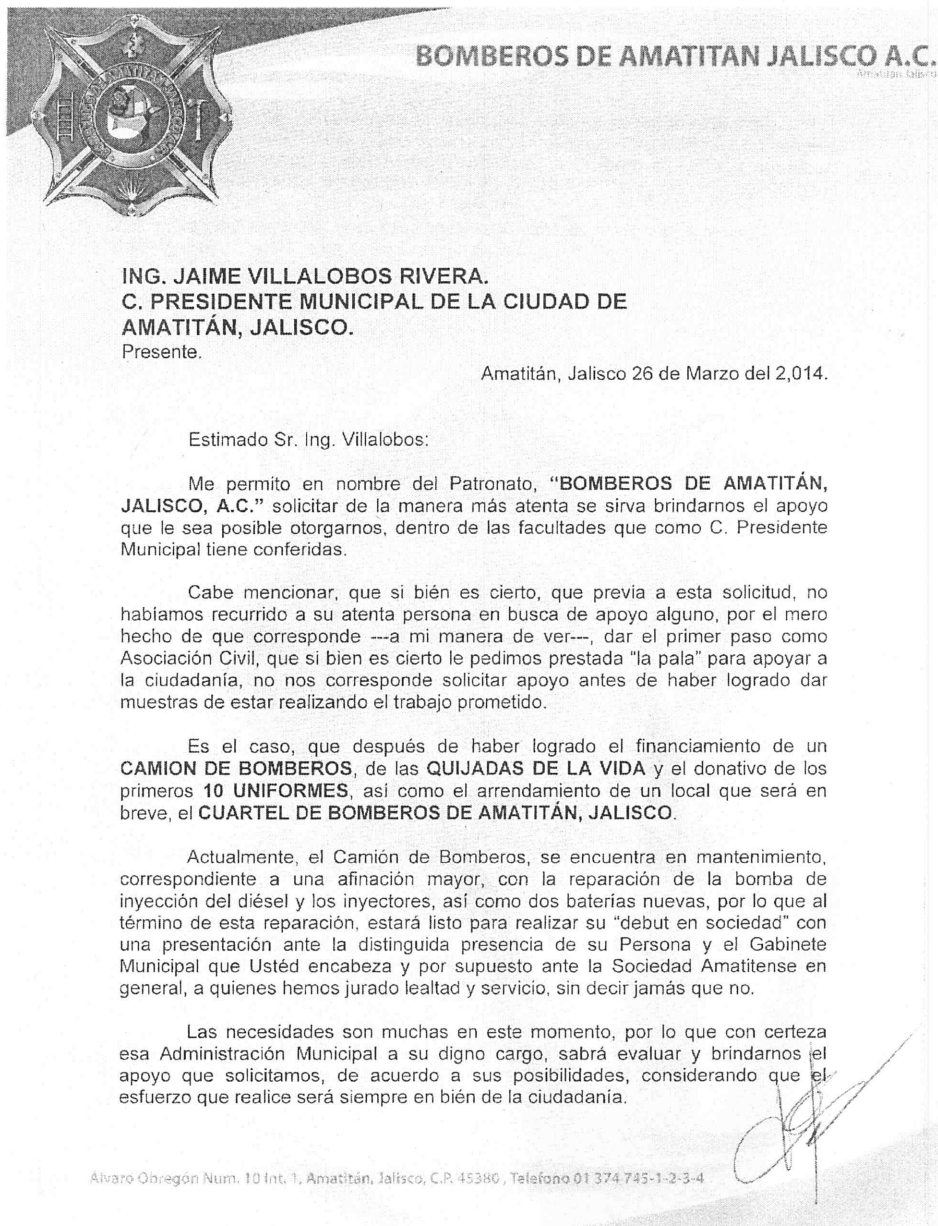 BOMBEROS DE AMATITAN JALISCO A.C.
Amatitan Jalisco
ING. JAIME VILLALOBOS RIVERA.
C. PRESIDENTE MUNICIPAL DE LA CIUDAD DE
AMATITÁN, JALISCO.
Presente.
Amatitán, Jalisco 26 de Marzo del 2,014.
Estimado Sr. Ing. Villalobos:
Me permito en nombre del Patronato, “BOMBEROS DE AMATITÁN,
JALISCO, A.C.” solicitar de la manera más atenta se sirva brindarnos el apoyo
que le sea posible otorgarnos, dentro de las facultades que como C. Presidente
Municipal tiene conferidas.
Cabe mencionar, que si bién es cierto, que previa a esta solicitud, no
habíamos recurrido a su atenta persona en busca de apoyo alguno, por el mero
hecho de que corresponde ---a mi manera de ver---, dar el primer paso como
Asociación Civil, que si bien es cierto le pedimos prestada “la pala” para apoyar a
la ciudadanía, no nos corresponde solicitar apoyo antes de haber logrado dar
muestras de estar realizando el trabajo prometido.
Es el caso, que después de haber logrado el financiamiento de un
CAMION DE BOMBEROS, de las QUIJADAS DE LA VIDA y el donativo de los
primeros 10 UNIFORMES, así como el arrendamiento de un local que será en
breve, el CUARTEL DE BOMBEROS DE AMATITÁN, JALISCO.
Actualmente, el Camión de Bomberos, se encuentra en mantenimiento,
correspondiente a una afinación mayor, con la reparación de la bomba de
inyección del diésel y los inyectores, así como dos baterías nuevas, por lo que al
término de esta reparación, estará listo para realizar su “debut en sociedad” con
una presentación ante la distinguida presencia de su Persona y el Gabinete
Municipal que Ustéd encabeza y por supuesto ante la Sociedad Amatitense en
general, a quienes hemos jurado lealtad y servicio, sin decir jamás que no.
Las necesidades son muchas en este momento, por lo que con certeza
esa Administración Municipal a su digno cargo, sabrá evaluar y brindarnos el
apoyo que solicitamos, de acuerdo a sus posibilidades, considerando que el
esfuerzo que realice será siempre en bién de la ciudadanía.
Alvaro Obregón Num. 10 Int. 1, Amatitán, Jalisco, C.P. 45380, Telefono 01 374 745-1-2-3-4